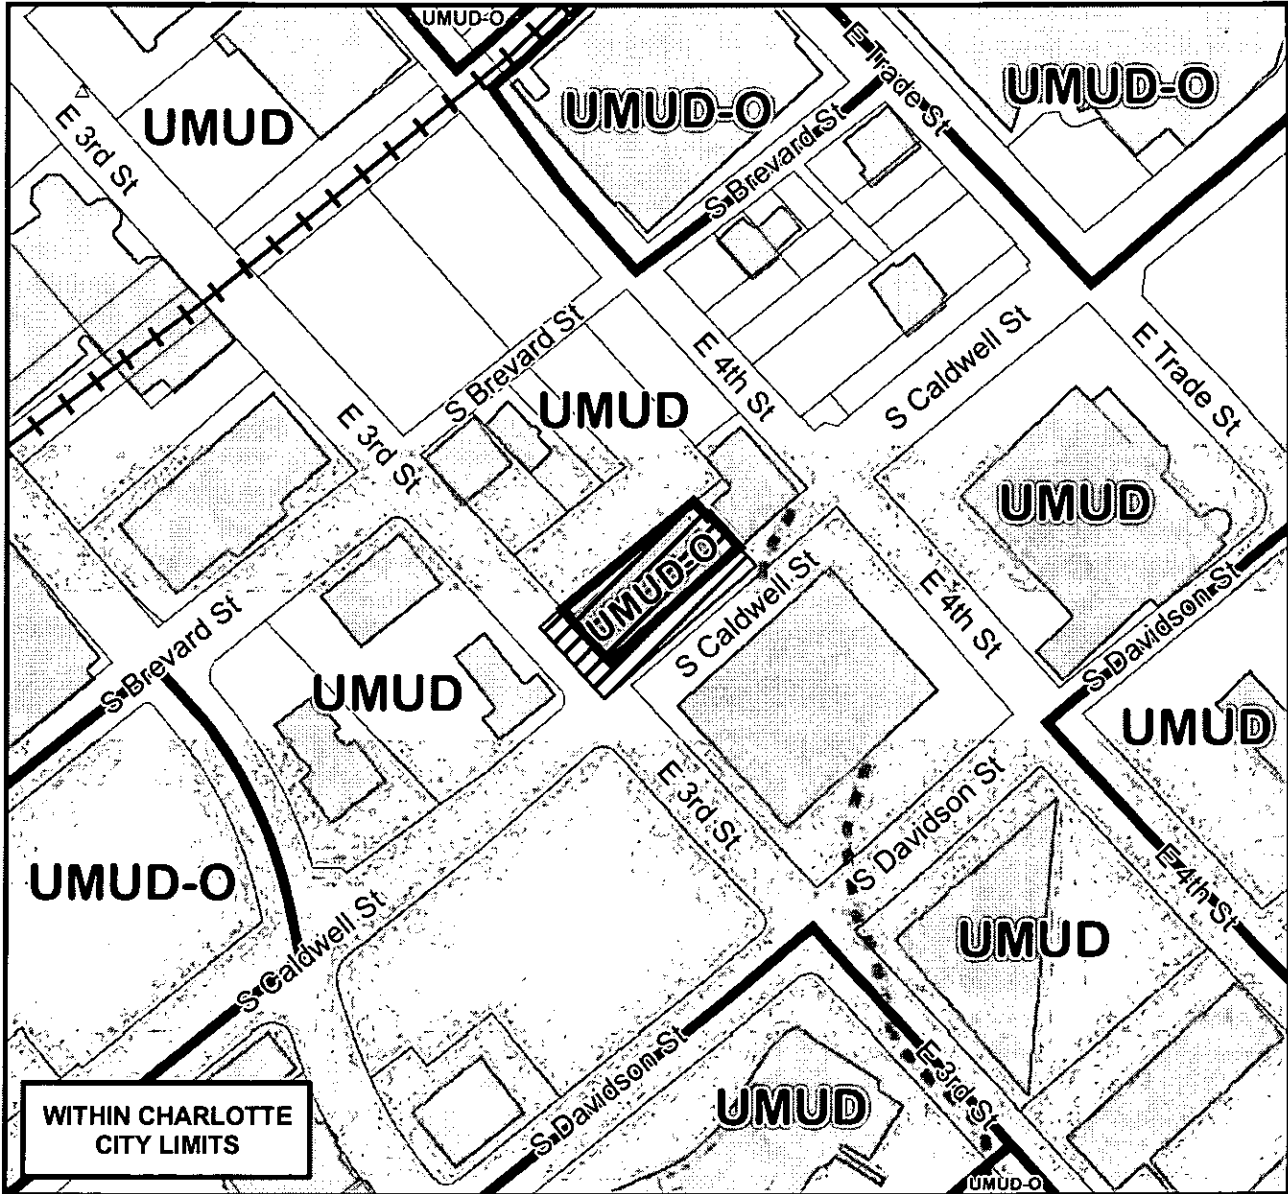 UMUD-O
E Trade St
UMUD-O
UMUD-O
UMUD
E 3rd St
S Brevard St
S Brevard St
E 4th St
S Caldwell St
E Trade St
UMUD
E 3rd St
UMUD
UMUD-O
S Caldwell St
E 4th St
S Davidson St
S Brevard St
UMUD
UMUD
E 3rd St
S Davidson St
UMUD-O
E 4th St
S Caldwell St
UMUD
S Davidson St
E 3rd St
UMUD
WITHIN CHARLOTTE
CITY LIMITS
UMUD-O